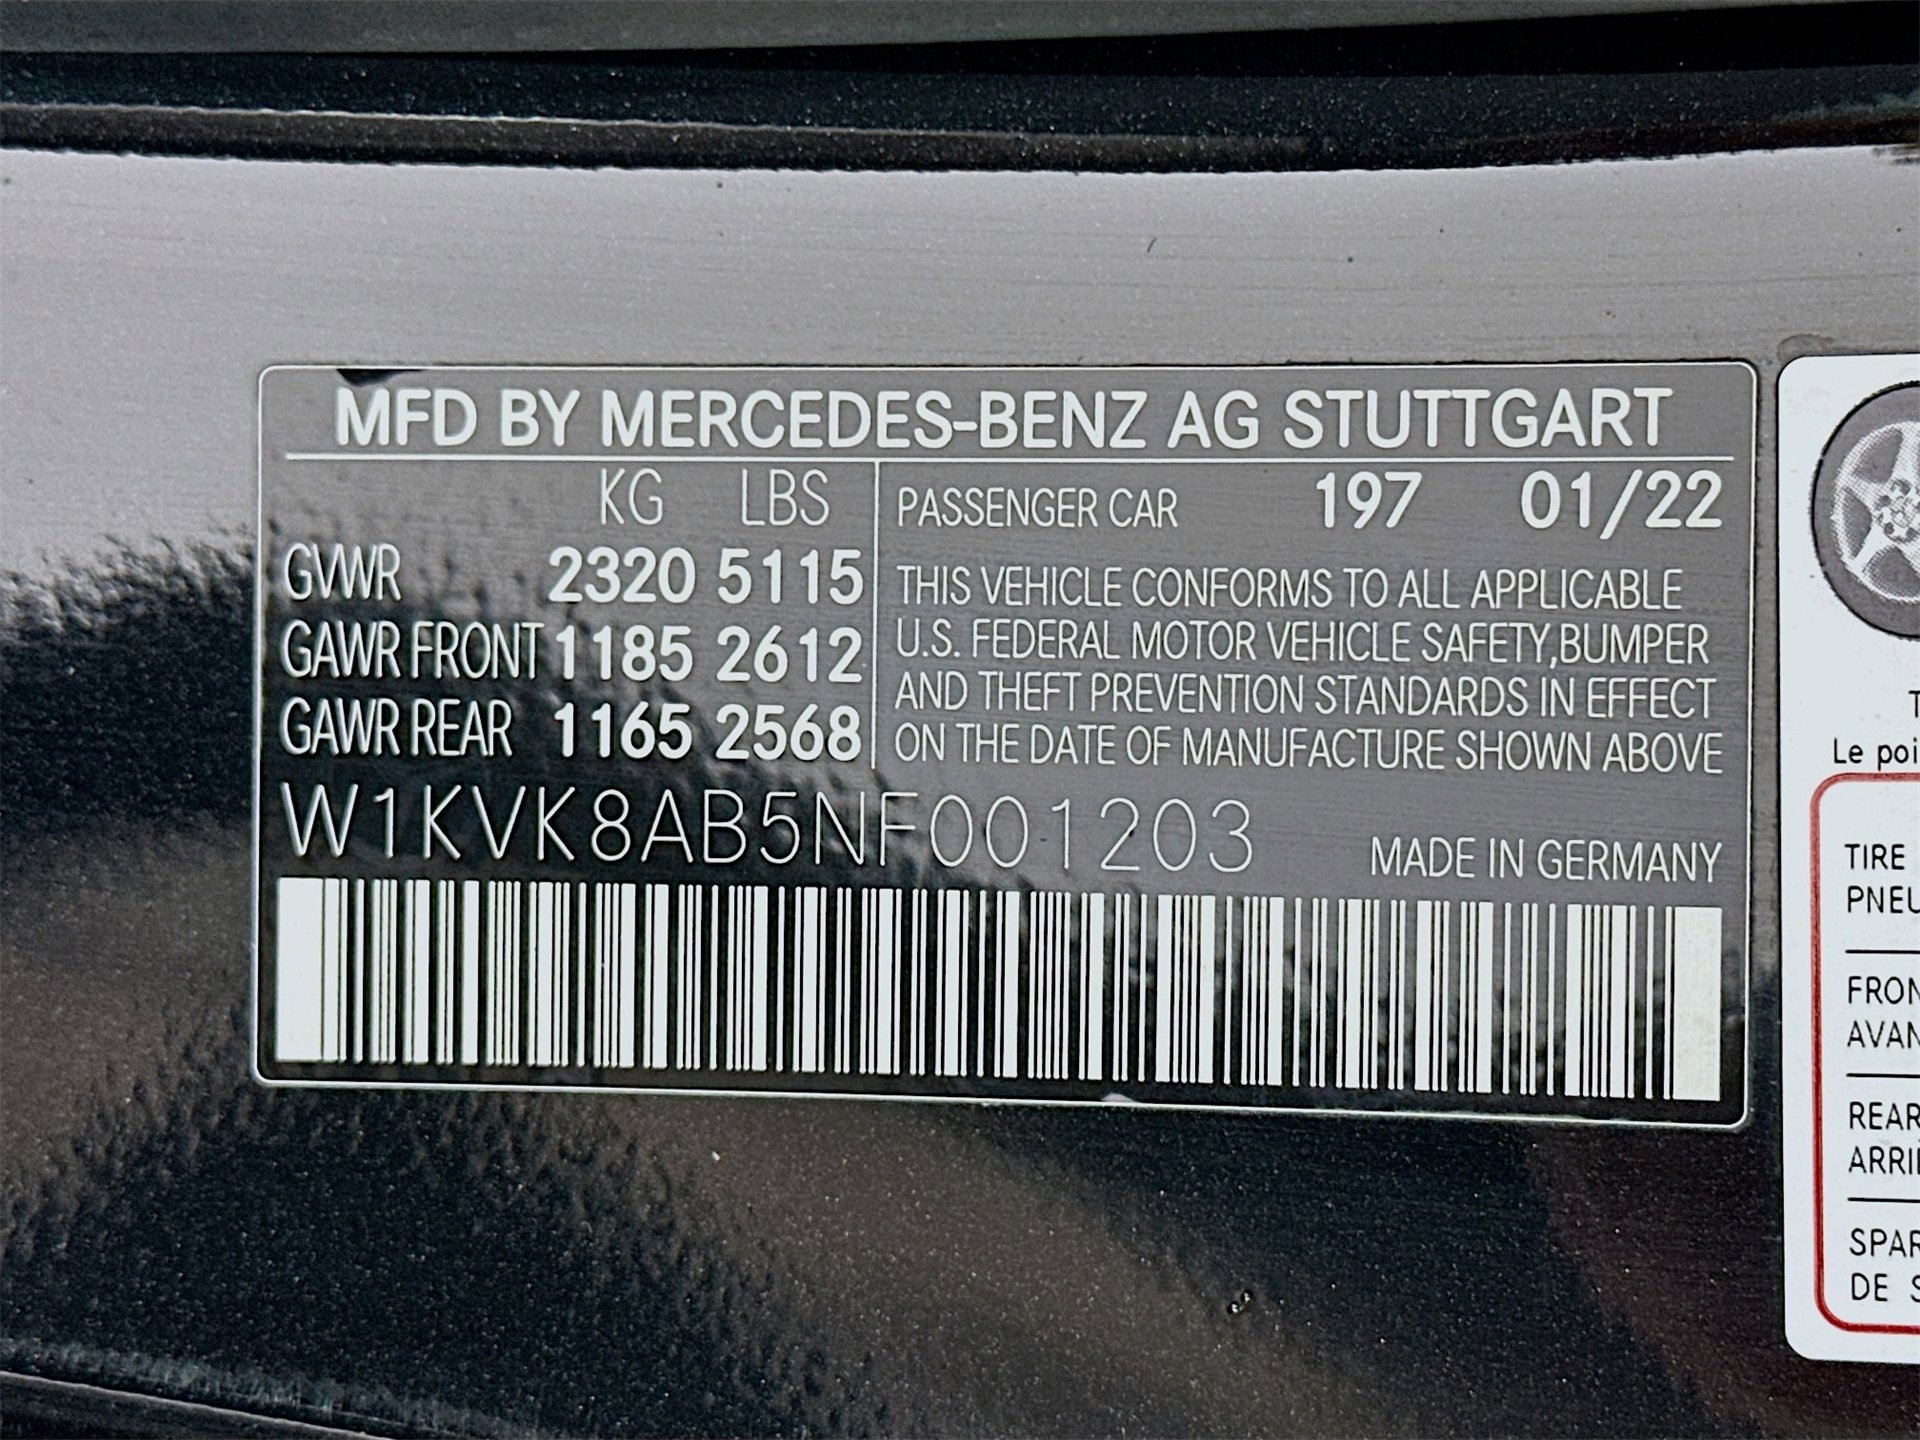 MFD BY MERCEDES-BENZ AG STUTTGART
KG LBS
GVWR 2320 5115
GAWR FRONT 1185 2612
GAWR REAR 1165 2568
PASSENGER CAR 197 01/22
THIS VEHICLE CONFORMS TO ALL APPLICABLE
U.S. FEDERAL MOTOR VEHICLE SAFETY,BUMPER
AND THEFT PREVENTION STANDARDS IN EFFECT
ON THE DATE OF MANUFACTURE SHOWN ABOVE
W1KVK8AB5NF001203
MADE IN GERMANY
Le
TIRE
DE